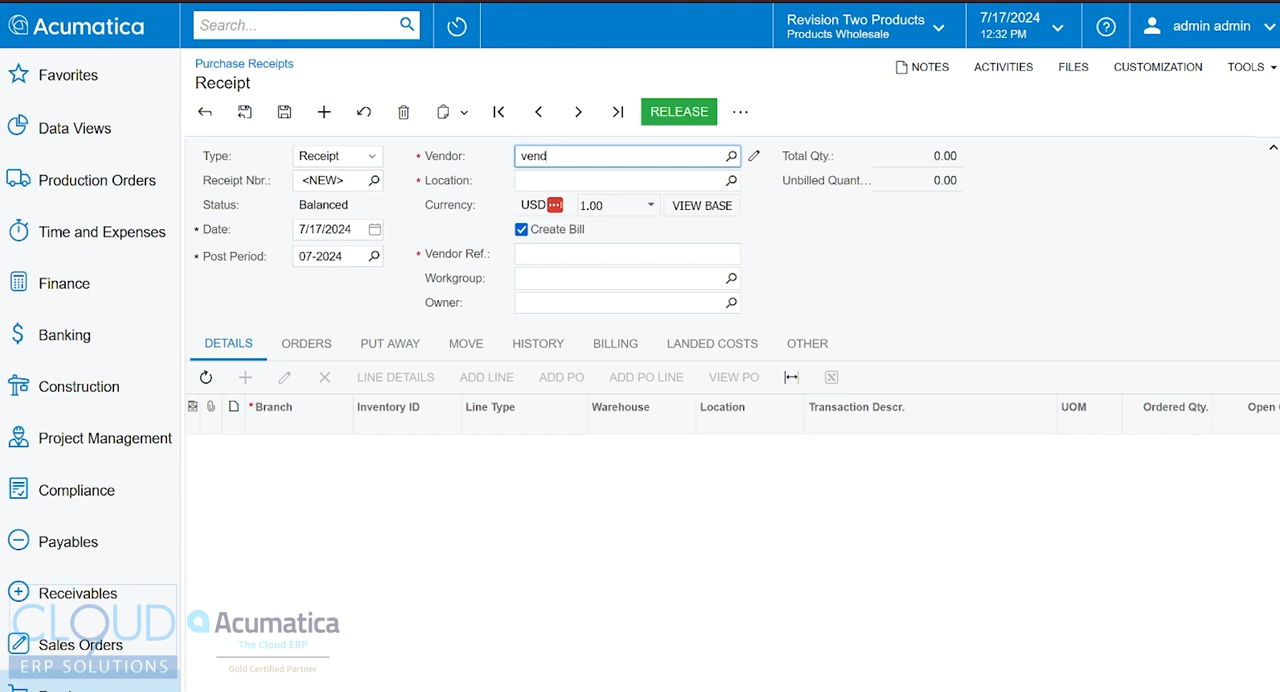 Acumatica
Search...
Revision Two Products
Products Wholesale
7/17/2024
12:32 PM
admin admin
Favorites
Data Views
Production Orders
Time and Expenses
Finance
Banking
Construction
Project Management
Compliance
Payables
Receivables
Sales Orders
Purchase Receipts
Receipt
NOTES
ACTIVITIES
FILES
CUSTOMIZATION
TOOLS
RELEASE
Type: Receipt
Receipt Nbr.: <NEW>
Status: Balanced
* Date: 7/17/2024
* Post Period: 07-2024
* Vendor: vend
* Location:
Currency: USD 1.00 VIEW BASE
Create Bill
* Vendor Ref.:
Workgroup:
Owner:
Total Qty.: 0.00
Unbilled Quant... 0.00
DETAILS ORDERS PUT AWAY MOVE HISTORY BILLING LANDED COSTS OTHER
LINE DETAILS ADD LINE ADD PO ADD PO LINE VIEW PO
* Branch Inventory ID Line Type Warehouse Location Transaction Descr. UOM Ordered Qty. Open
CLOUD
ERP SOLUTIONS
Acumatica
The Cloud ERP
Gold Certified Partner